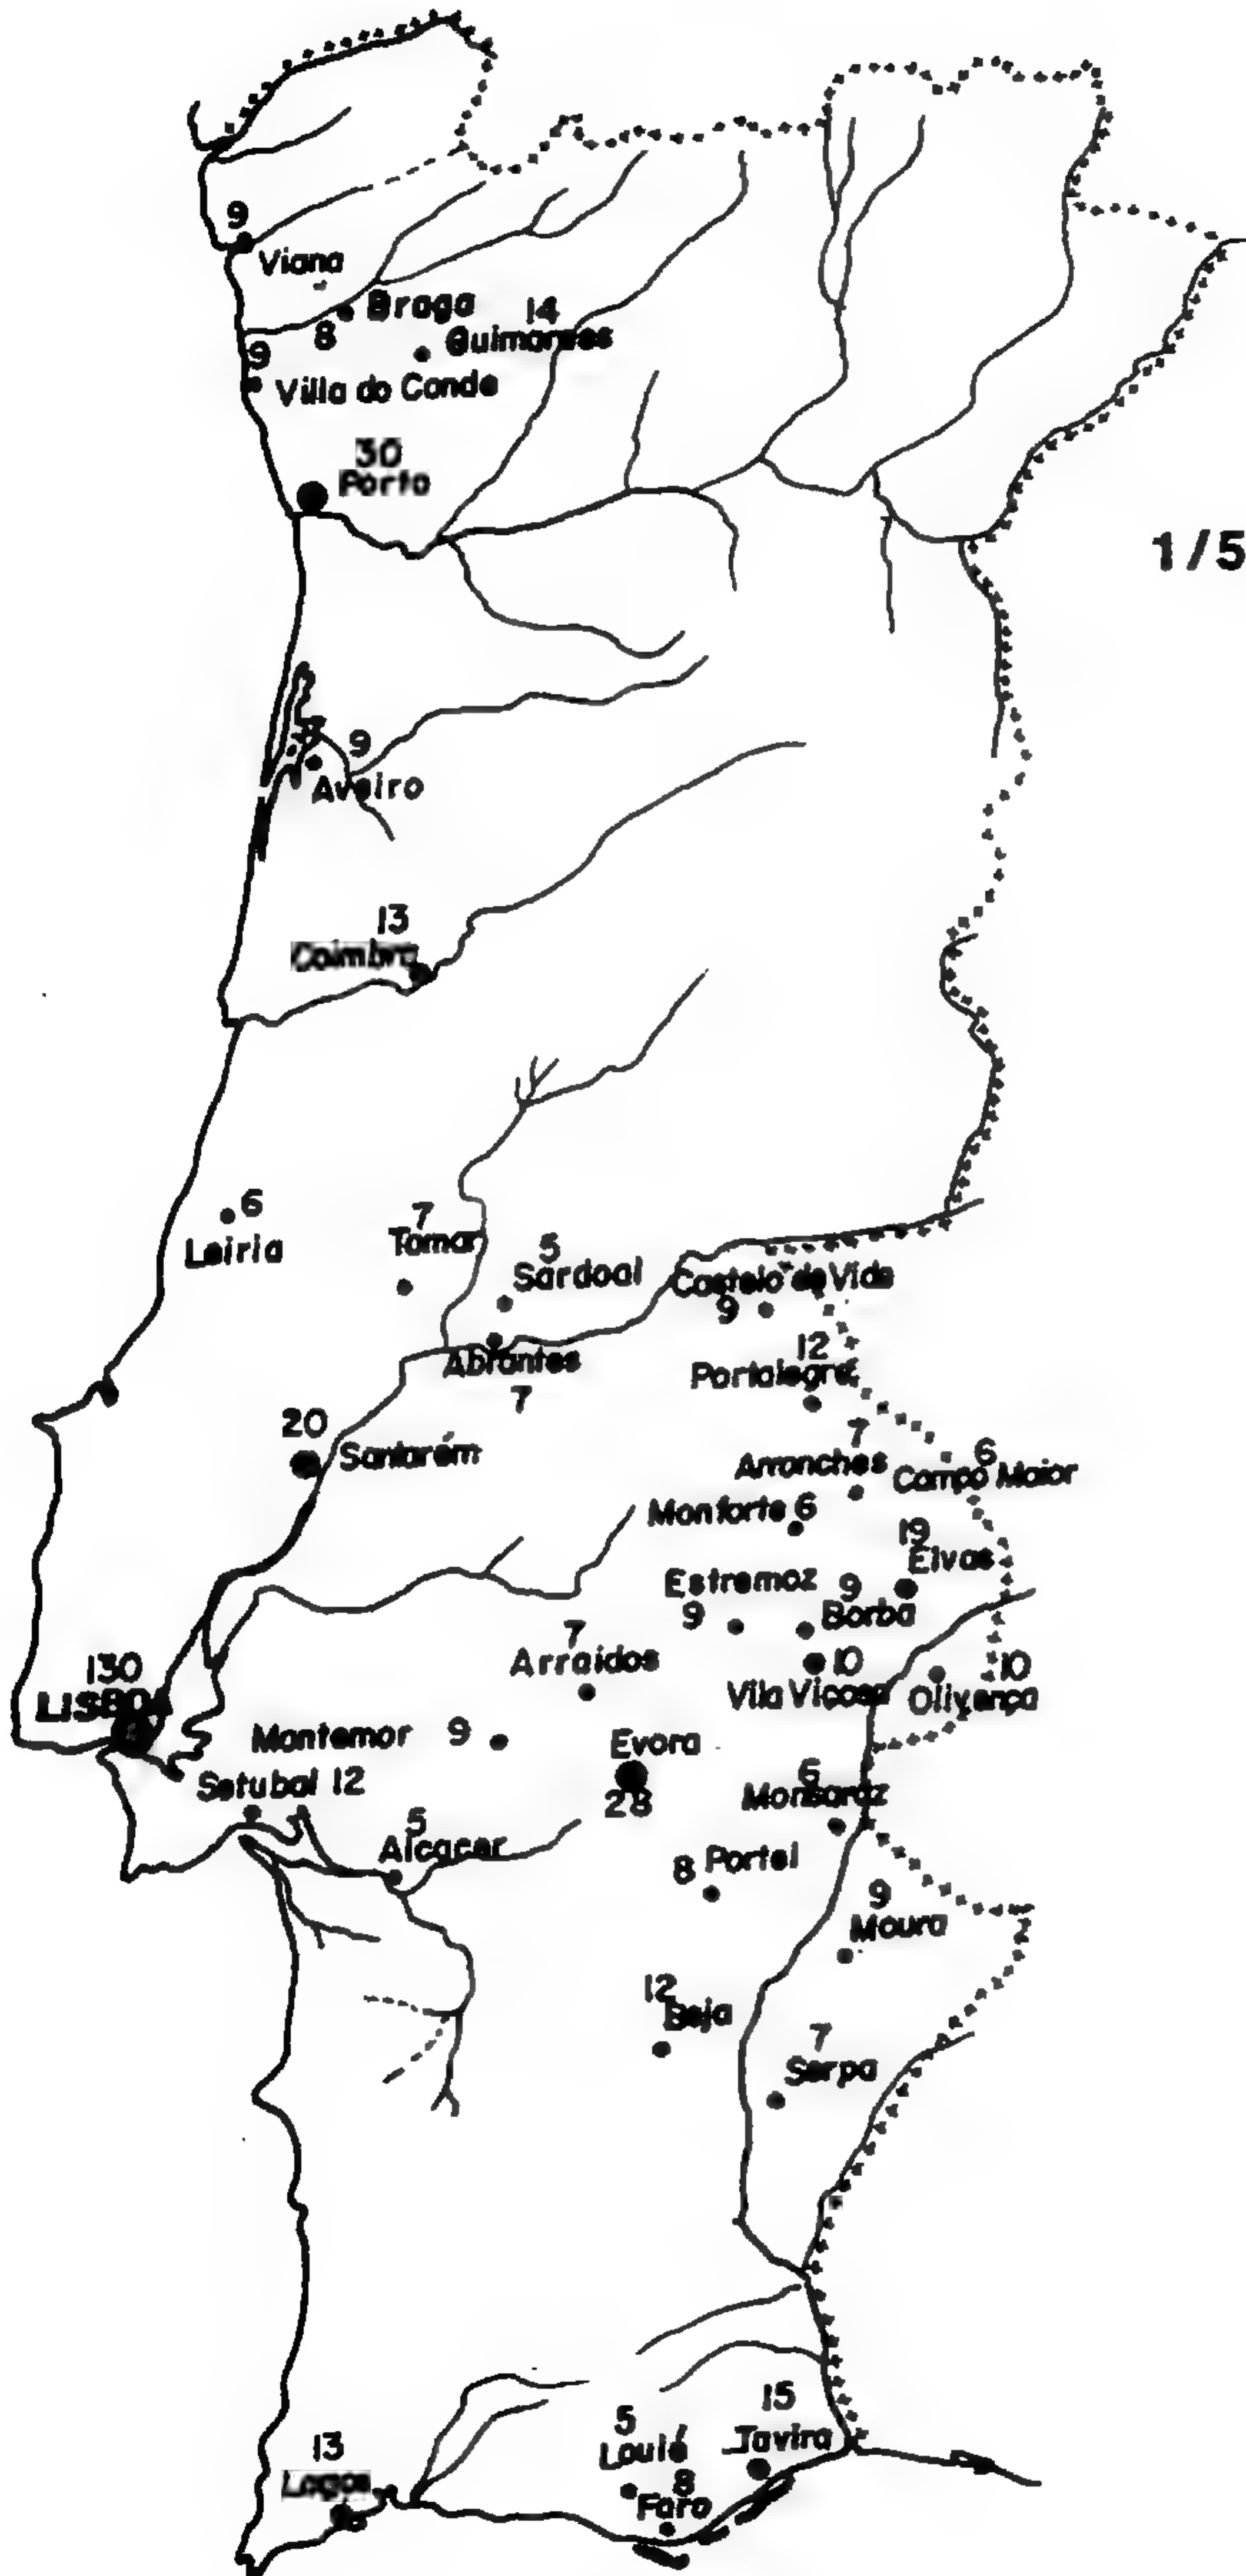 9
Viana
Braga
8
14
Guimaraes
9
Villa do Conde
30
Porto
1/5
9
Aveiro
13
Coimbra
6
Leiria
7
Tomar
5
Sardoal
Castelo de Vide
9
Abrantes
7
12
Portalegre
20
Santarém
7
Arronches
6
Campo Maior
Monforte 6
19
Elvas
Estremoz
9
9
Borba
7
Arraidos
10
Vila Viçosa
10
Olivença
130
LISBOA
Montemor 9
Evora
28
Setubal 12
6
Monsaraz
5
Alcacer
8 Portel
9
Moura
12
Beja
7
Serpa
15
Tavira
5
Loulé
13
Lagos
8
Faro